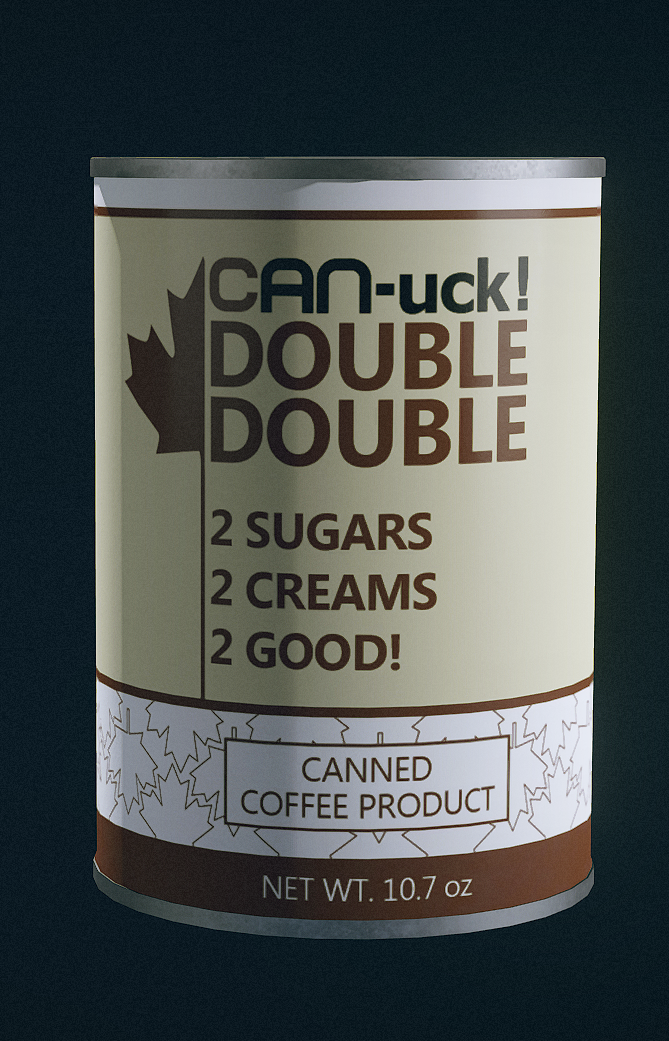 CAN-uck!
DOUBLE
DOUBLE
2 SUGARS
2 CREAMS
2 GOOD!
CANNED
COFFEE PRODUCT
NET WT. 10.7 oz